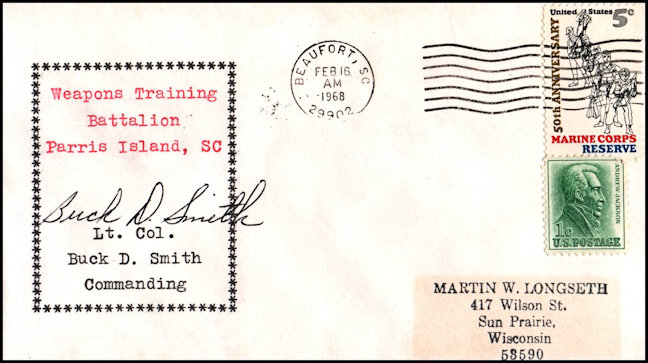 Weapons Training
Battalion
Parris Island, SC
Buck D. Smith
Lt. Col.
Buck D. Smith
Commanding
BEAUFORT, SC
FEB 16
AM
1968
29902
United States 5c
50th ANNIVERSARY
MARINE CORPS
RESERVE
ANDREW JACKSON
1¢
U.S. POSTAGE
MARTIN W. LONGSETH
417 Wilson St.
Sun Prairie,
Wisconsin
53590